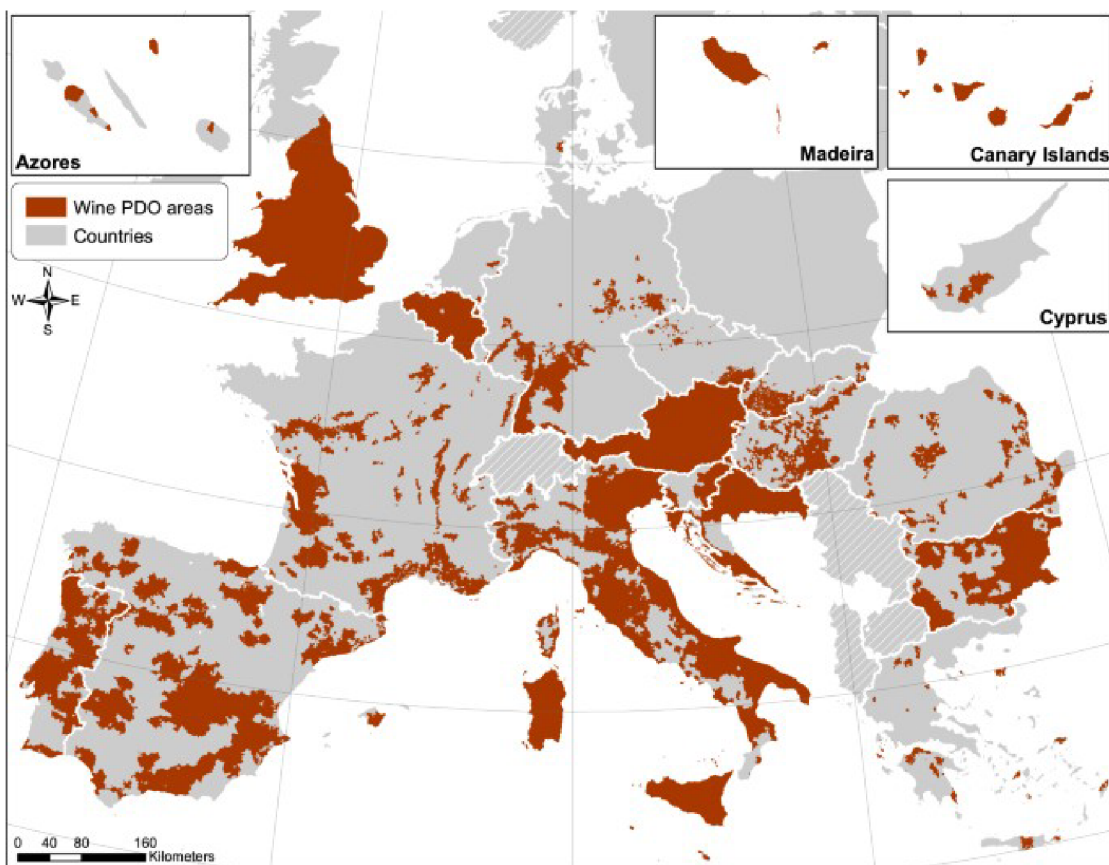 Azores
Madeira
Canary Islands
Wine PDO areas
Countries
N
W E
S
Cyprus
0 40 80 160
Kilometers